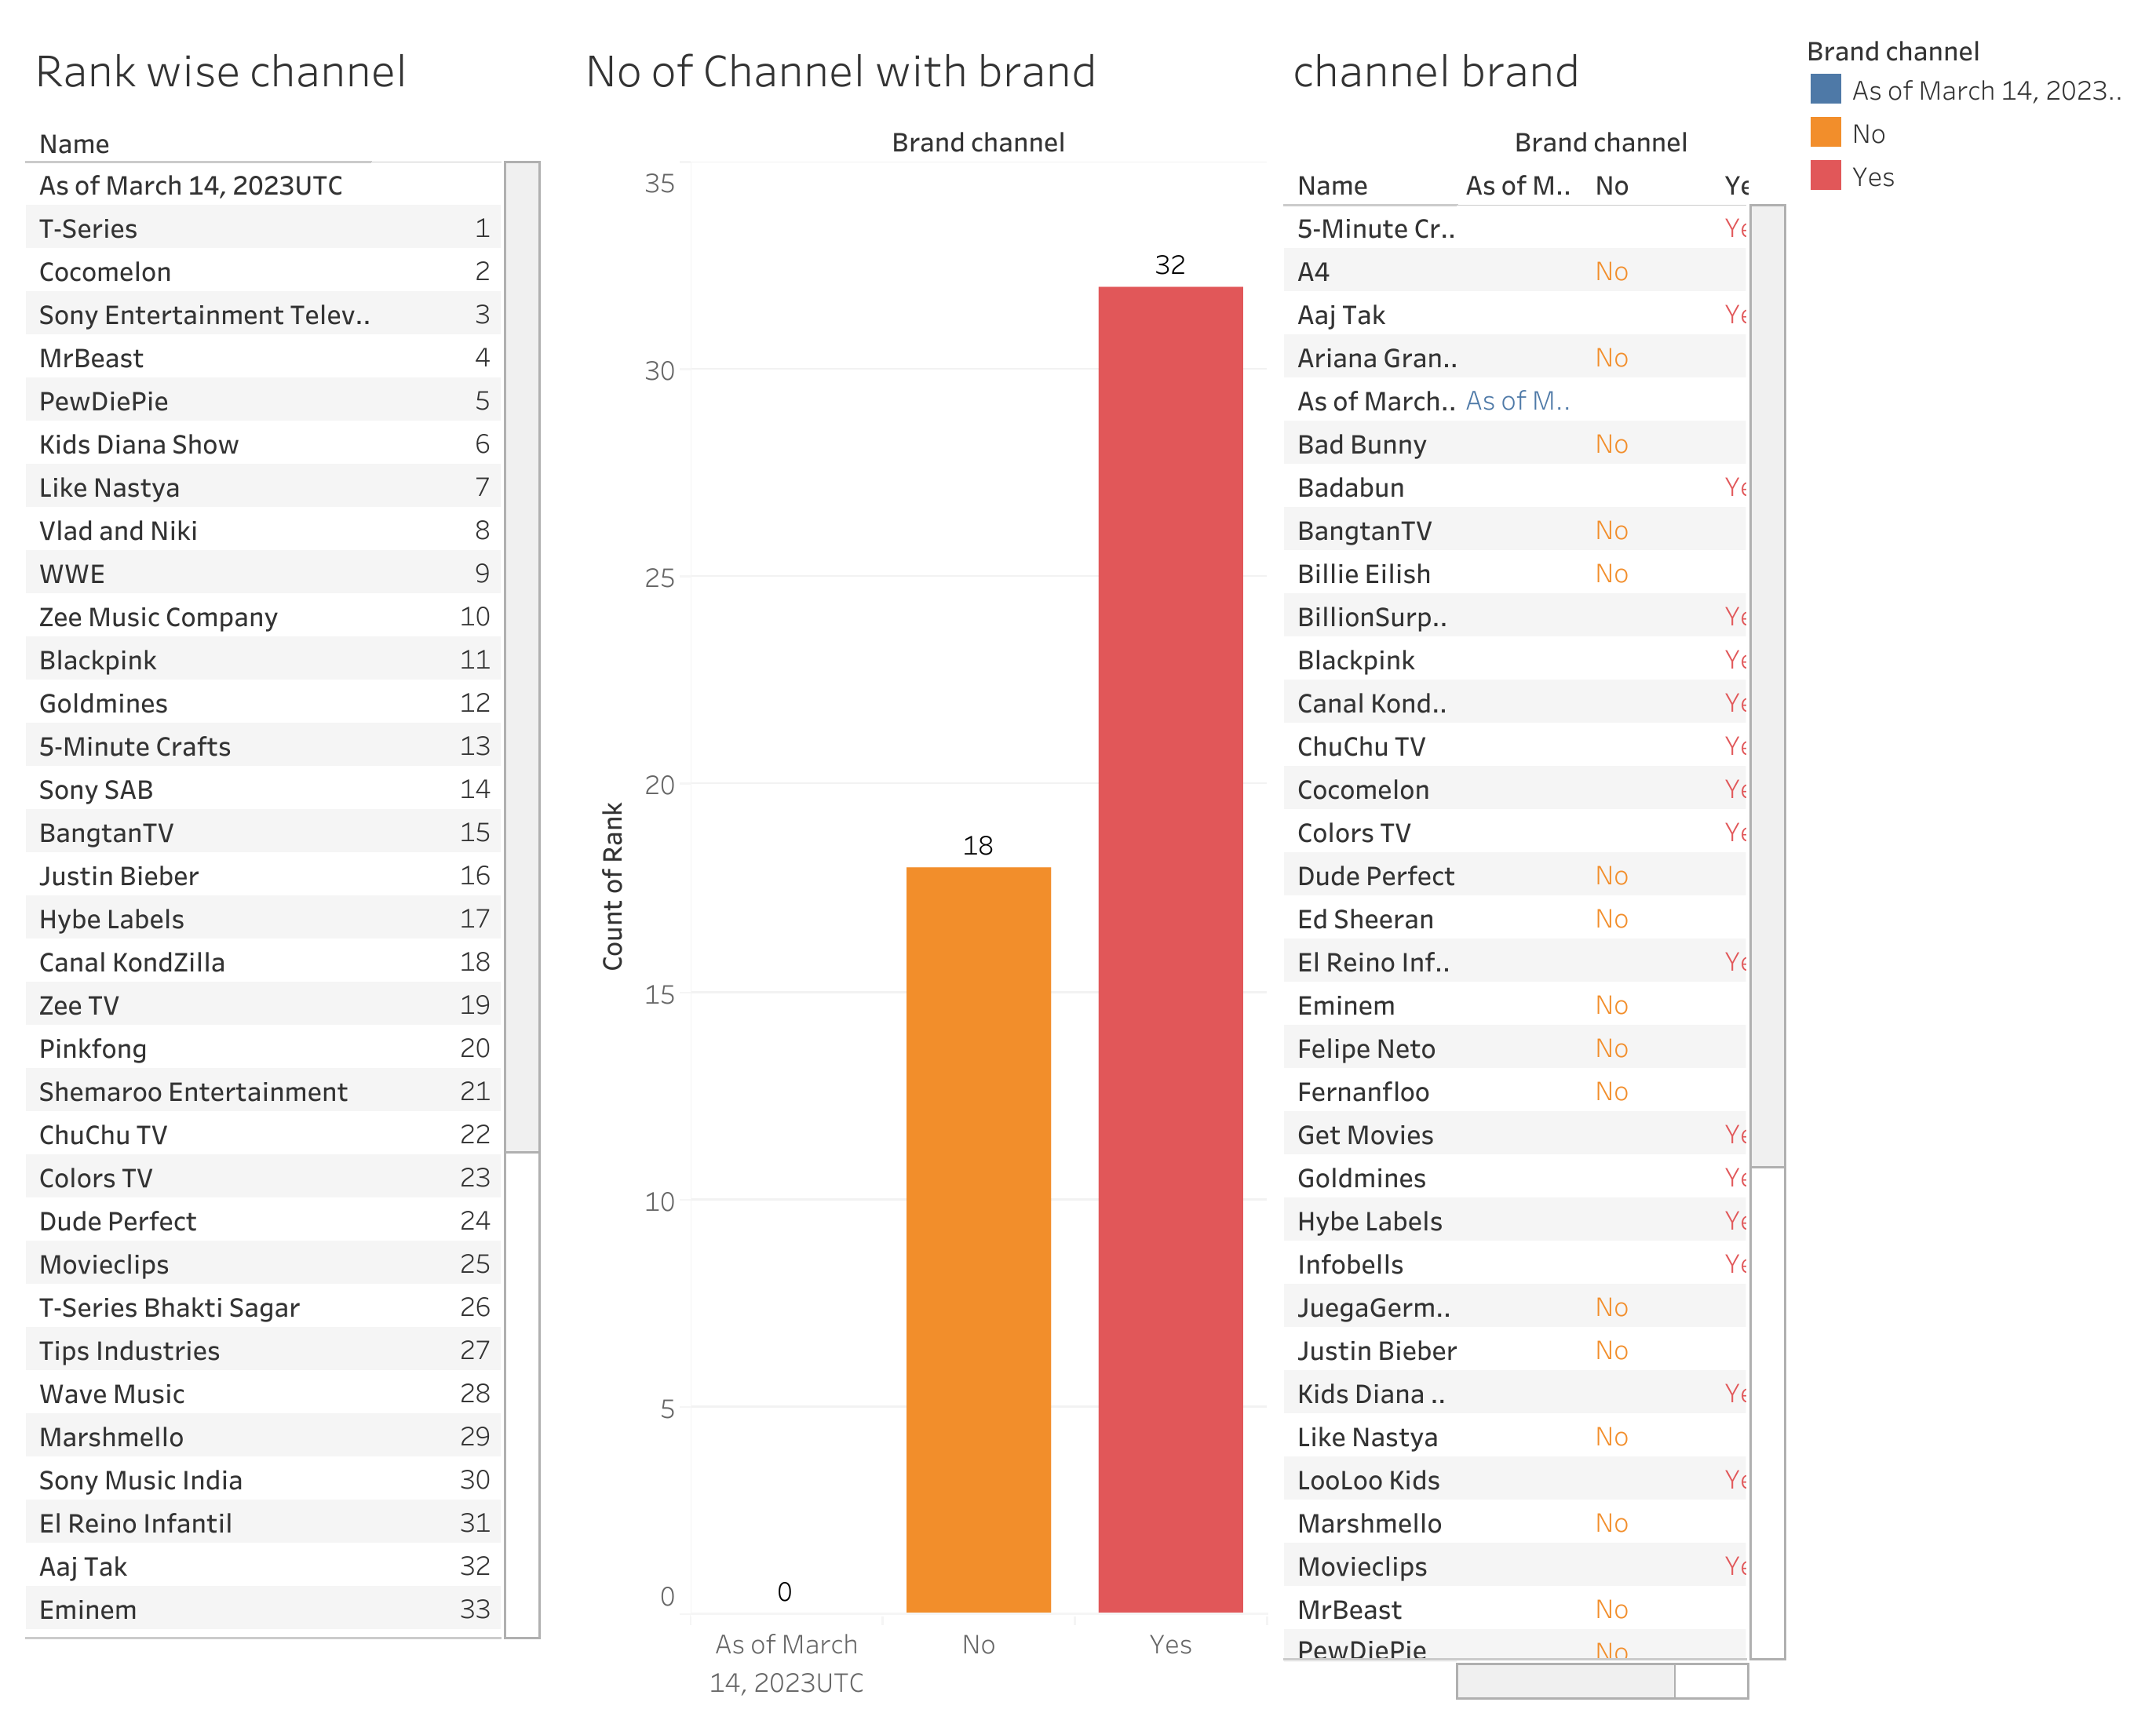 Rank wise channel
Name
As of March 14, 2023UTC
T-Series 1
Cocomelon 2
Sony Entertainment Telev.. 3
MrBeast 4
PewDiePie 5
Kids Diana Show 6
Like Nastya 7
Vlad and Niki 8
WWE 9
Zee Music Company 10
Blackpink 11
Goldmines 12
5-Minute Crafts 13
Sony SAB 14
BangtanTV 15
Justin Bieber 16
Hybe Labels 17
Canal KondZilla 18
Zee TV 19
Pinkfong 20
Shemaroo Entertainment 21
ChuChu TV 22
Colors TV 23
Dude Perfect 24
Movieclips 25
T-Series Bhakti Sagar 26
Tips Industries 27
Wave Music 28
Marshmello 29
Sony Music India 30
El Reino Infantil 31
Aaj Tak 32
Eminem 33
No of Channel with brand
Brand channel
35
30
25
20
15
10
5
0
Count of Rank
0
18
32
As of March
14, 2023UTC
No
Yes
channel brand
Brand channel
Name As of M.. No Ye
5-Minute Cr.. Ye
A4 No
Aaj Tak Ye
Ariana Gran.. No
As of March.. As of M..
Bad Bunny No
Badabun Ye
BangtanTV No
Billie Eilish No
BillionSurp.. Ye
Blackpink Ye
Canal Kond.. Ye
ChuChu TV Ye
Cocomelon Ye
Colors TV Ye
Dude Perfect No
Ed Sheeran No
El Reino Inf.. Ye
Eminem No
Felipe Neto No
Fernanfloo No
Get Movies Ye
Goldmines Ye
Hybe Labels Ye
Infobells Ye
JuegaGerm.. No
Justin Bieber No
Kids Diana .. Ye
Like Nastya No
LooLoo Kids Ye
Marshmello No
Movieclips Ye
MrBeast No
PewDiePie No
Brand channel
As of March 14, 2023..
No
Yes